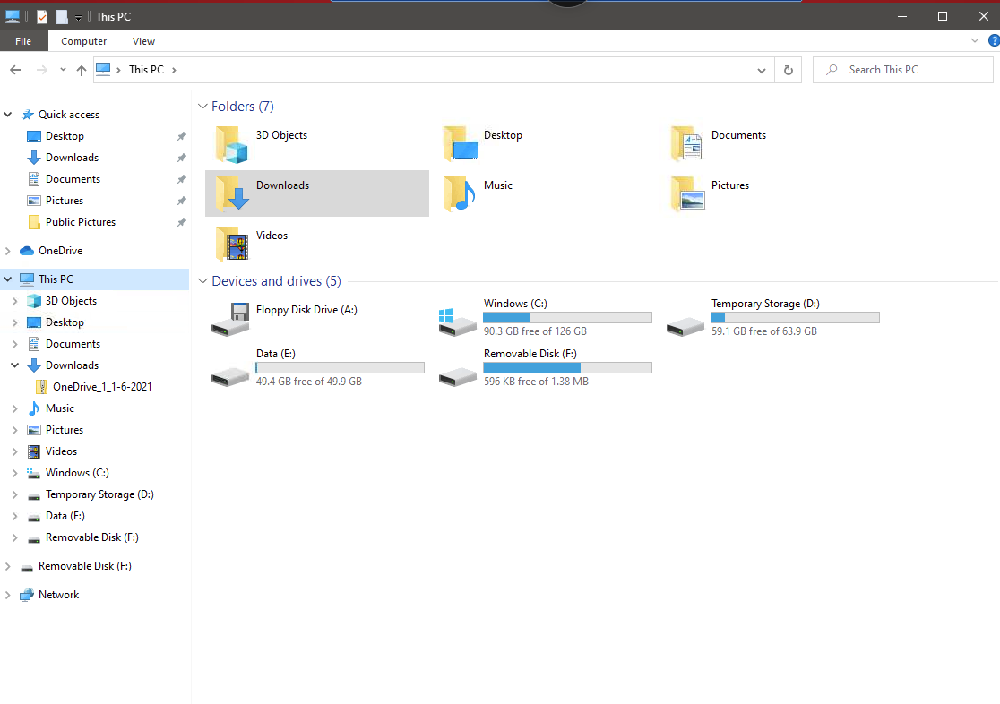 This PC
File Computer View
This PC
Search This PC
Quick access
Desktop
Downloads
Documents
Pictures
Public Pictures
OneDrive
This PC
3D Objects
Desktop
Documents
Downloads
OneDrive_1_1-6-2021
Music
Pictures
Videos
Windows (C:)
Temporary Storage (D:)
Data (E:)
Removable Disk (F:)
Removable Disk (F:)
Network
Folders (7)
3D Objects
Desktop
Documents
Downloads
Music
Pictures
Videos
Devices and drives (5)
Floppy Disk Drive (A:)
Windows (C:)
90.3 GB free of 126 GB
Temporary Storage (D:)
59.1 GB free of 63.9 GB
Data (E:)
49.4 GB free of 49.9 GB
Removable Disk (F:)
596 KB free of 1.38 MB